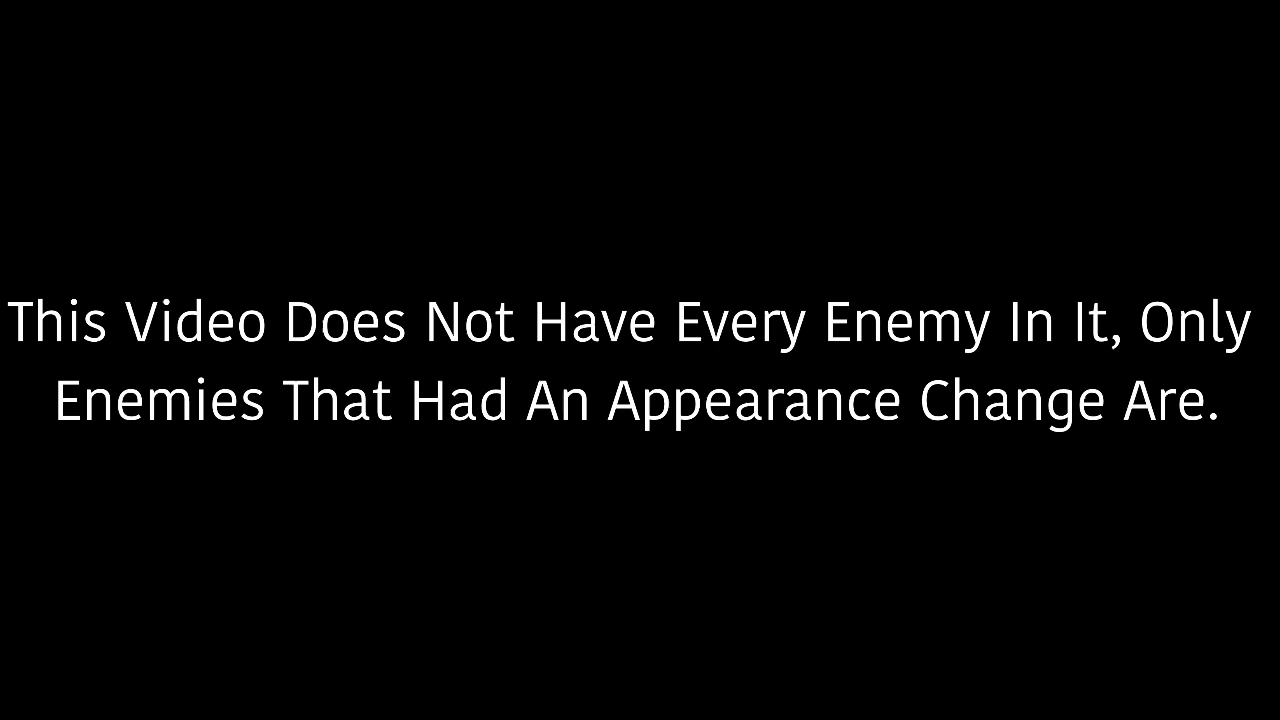 This Video Does Not Have Every Enemy In It, Only
Enemies That Had An Appearance Change Are.